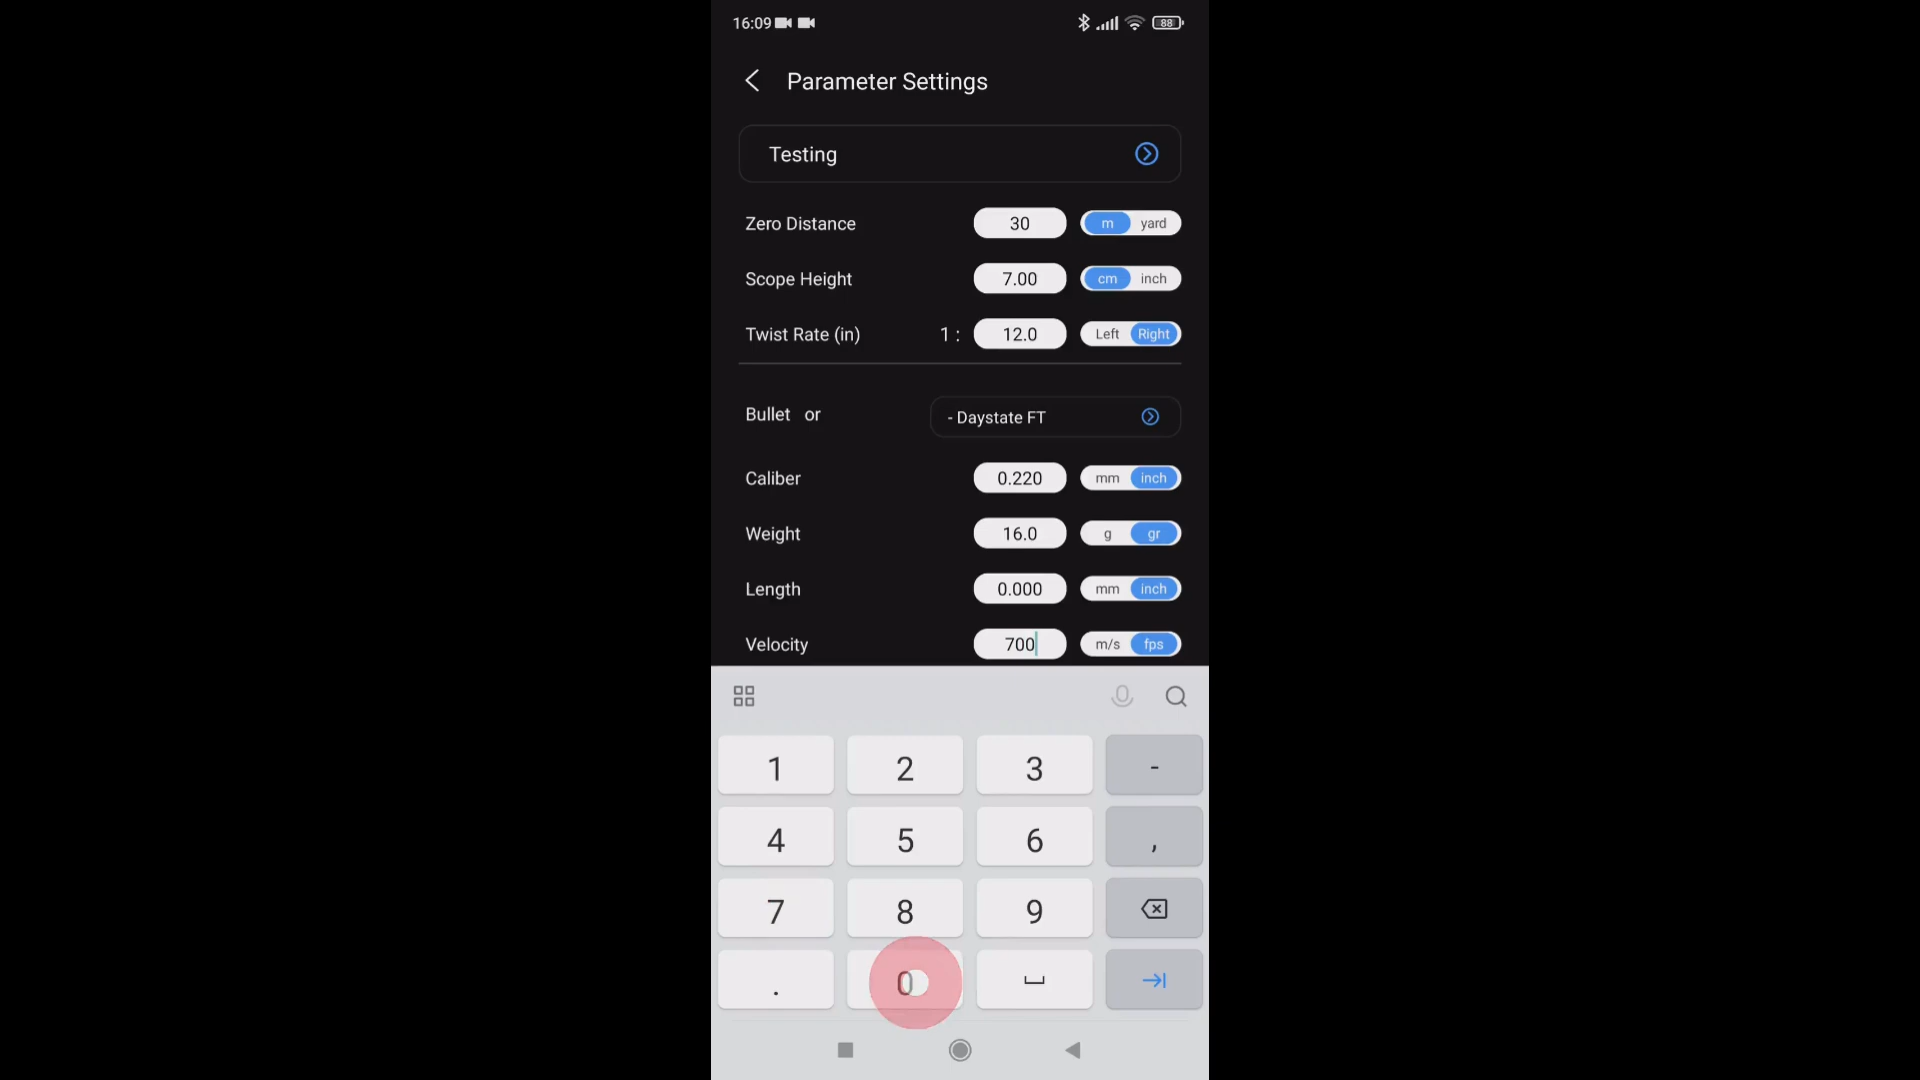 16:09 88
Parameter Settings
Testing
Zero Distance 30 m yard
Scope Height 7.00 cm inch
Twist Rate (in) 1 : 12.0 Left Right
Bullet or - Daystate FT
Caliber 0.220 mm inch
Weight 16.0 g gr
Length 0.000 mm inch
Velocity 700 m/s fps
1 2 3 -
4 5 6 ,
7 8 9
. 0